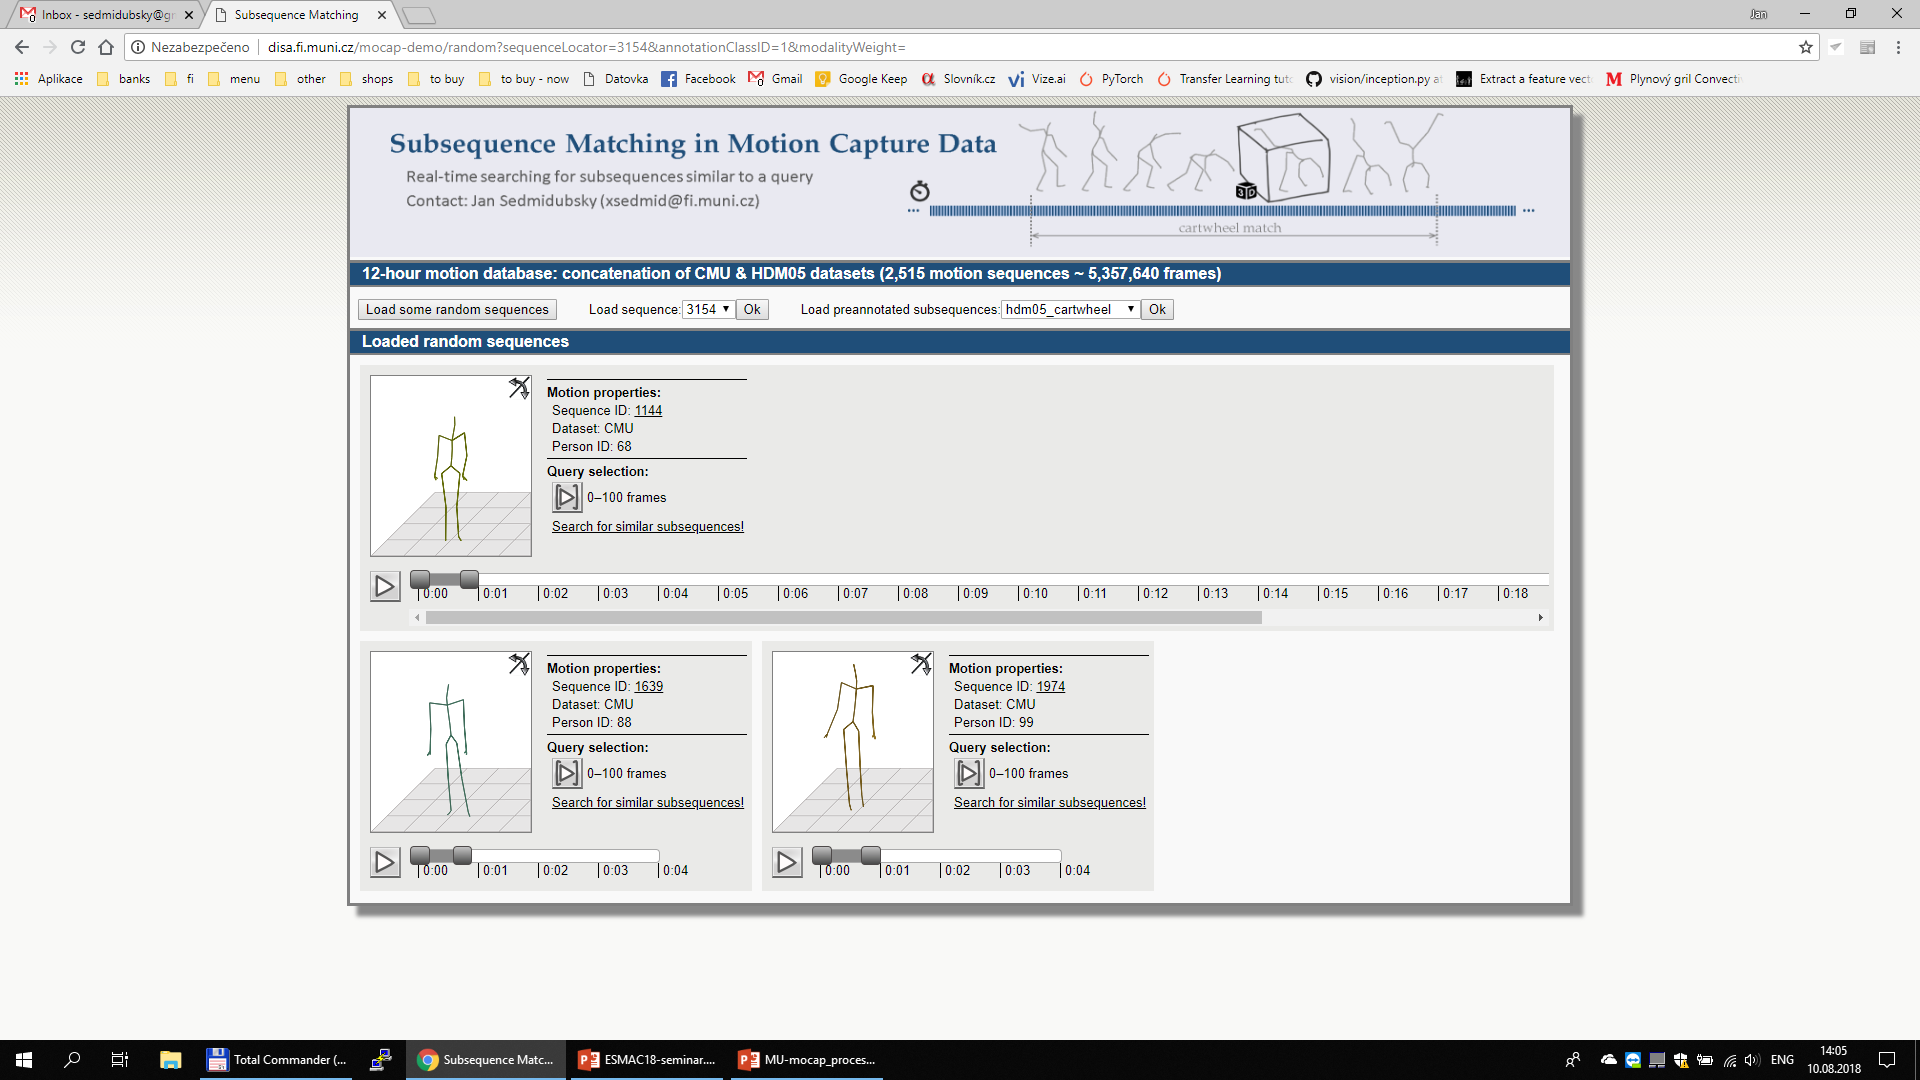 Inbox - sedmidubsky@gr
Subsequence Matching
Jan
Nezabezpečeno
disa.fi.muni.cz/mocap-demo/random?sequenceLocator=3154&annotationClassID=1&modalityWeight=
Aplikace
banks
fi
menu
other
shops
to buy
to buy - now
Datovka
Facebook
Gmail
Google Keep
Slovník.cz
Vize.ai
PyTorch
Transfer Learning tuto
vision/inception.py at
Extract a feature vect
Plynový gril Convecti
Subsequence Matching in Motion Capture Data
Real-time searching for subsequences similar to a query
Contact: Jan Sedmidubsky (xsedmid@fi.muni.cz)
3D
cartwheel match
12-hour motion database: concatenation of CMU & HDM05 datasets (2,515 motion sequences ~ 5,357,640 frames)
Load some random sequences
Load sequence: 3154 Ok
Load preannotated subsequences: hdm05_cartwheel Ok
Loaded random sequences
Motion properties:
Sequence ID: 1144
Dataset: CMU
Person ID: 68
Query selection:
0–100 frames
Search for similar subsequences!
0:00 0:01 0:02 0:03 0:04 0:05 0:06 0:07 0:08 0:09 0:10 0:11 0:12 0:13 0:14 0:15 0:16 0:17 0:18
Motion properties:
Sequence ID: 1639
Dataset: CMU
Person ID: 88
Query selection:
0–100 frames
Search for similar subsequences!
0:00 0:01 0:02 0:03 0:04
Motion properties:
Sequence ID: 1974
Dataset: CMU
Person ID: 99
Query selection:
0–100 frames
Search for similar subsequences!
0:00 0:01 0:02 0:03 0:04
Total Commander (...
Subsequence Matc...
ESMAC18-seminar....
MU-mocap_proces...
ENG
14:05
10.08.2018